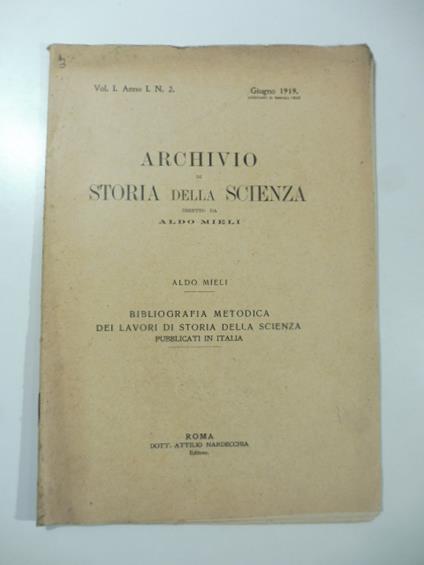 Vol. I. Anno I. N. 2.
Giugno 1919.
ARCHIVIO
DI
STORIA DELLA SCIENZA
DIRETTO DA
ALDO MIELI
ALDO MIELI
BIBLIOGRAFIA METODICA
DEI LAVORI DI STORIA DELLA SCIENZA
PUBBLICATI IN ITALIA
ROMA
DOTT. ATTILIO NARDECCHIA
Editore.